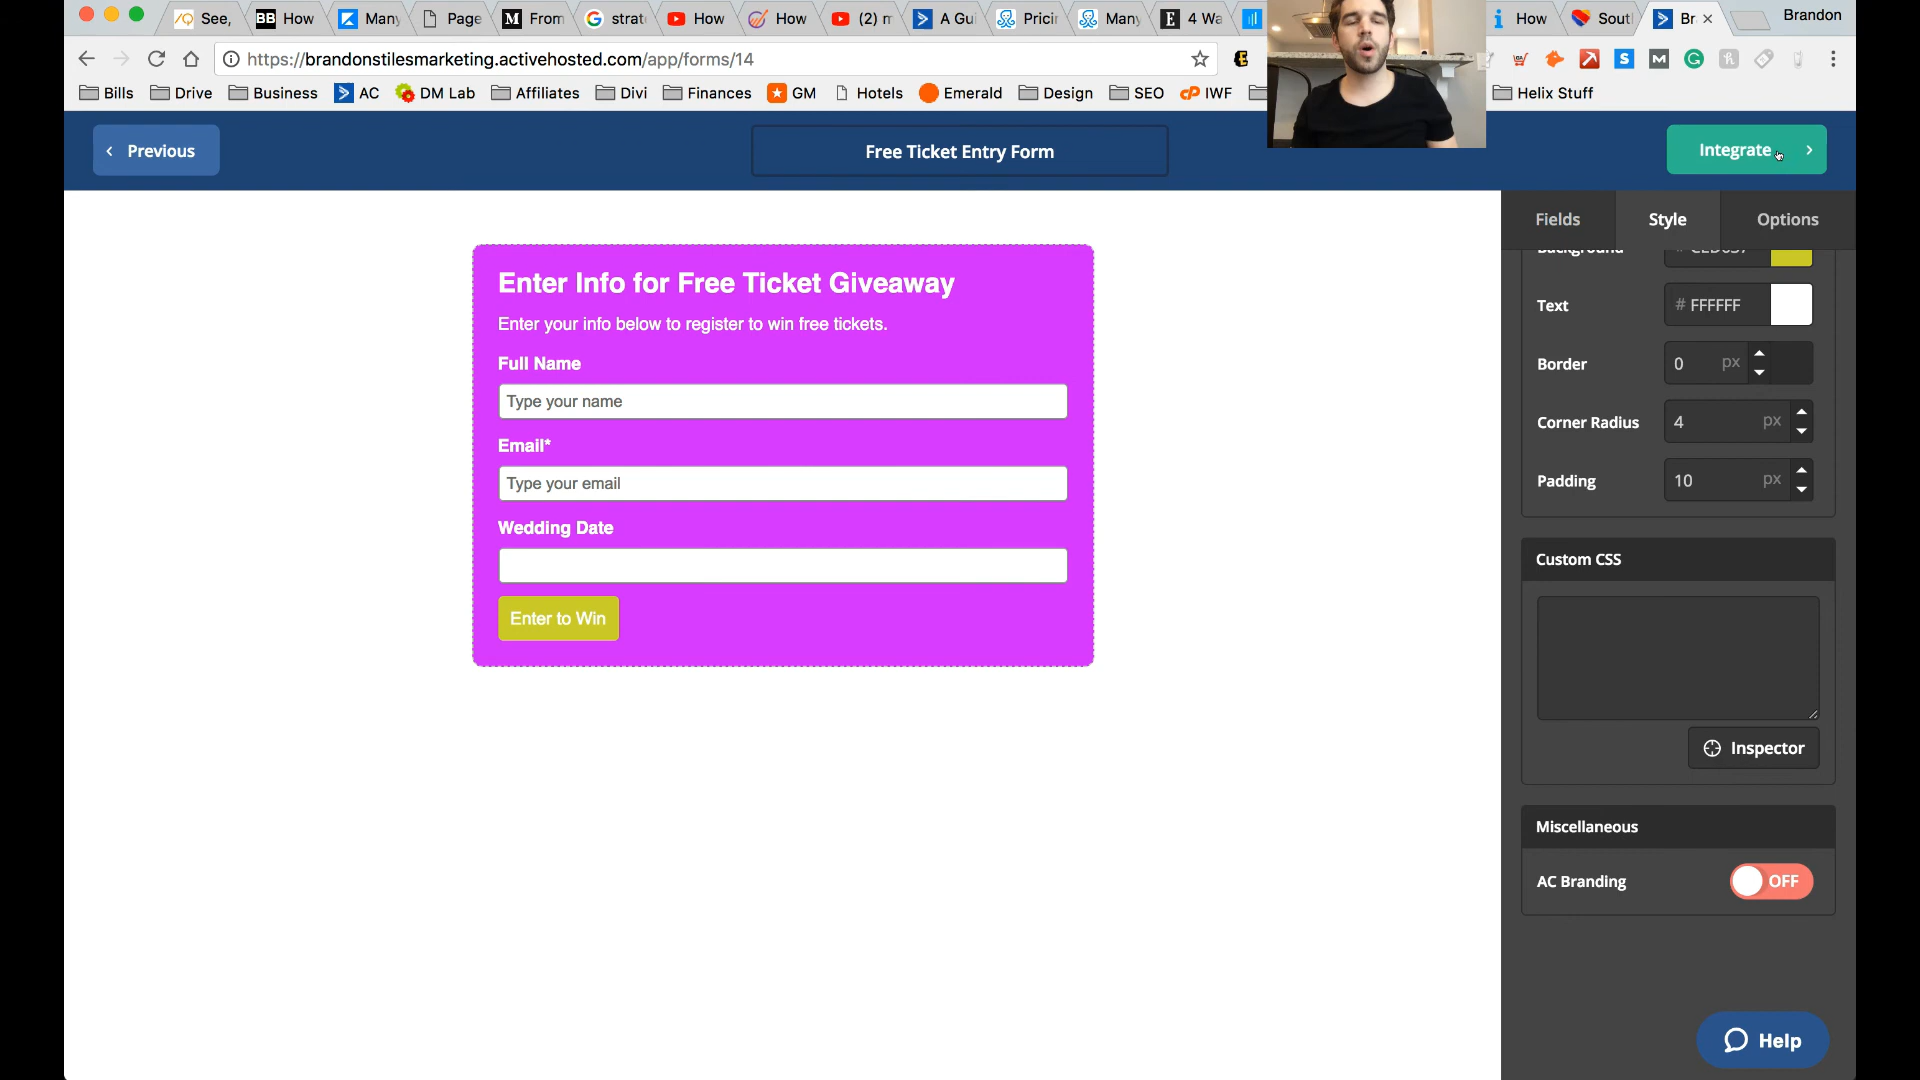 See,
How
Many
Page
From
strat
How
How
(2) m
A Gui
Pricin
Many
4 Wa
How
Sout
Br
Brandon
https://brandonstilesmarketing.activehosted.com/app/forms/14
Bills
Drive
Business
AC
DM Lab
Affiliates
Divi
Finances
GM
Hotels
Emerald
Design
SEO
IWF
Helix Stuff
Previous
Free Ticket Entry Form
Integrate
Fields
Style
Options
Background
Enter Info for Free Ticket Giveaway
Enter your info below to register to win free tickets.
Full Name
Type your name
Email*
Type your email
Wedding Date
Enter to Win
Text
# FFFFFF
Border
0 px
Corner Radius
4 px
Padding
10 px
Custom CSS
Inspector
Miscellaneous
AC Branding
OFF
Help